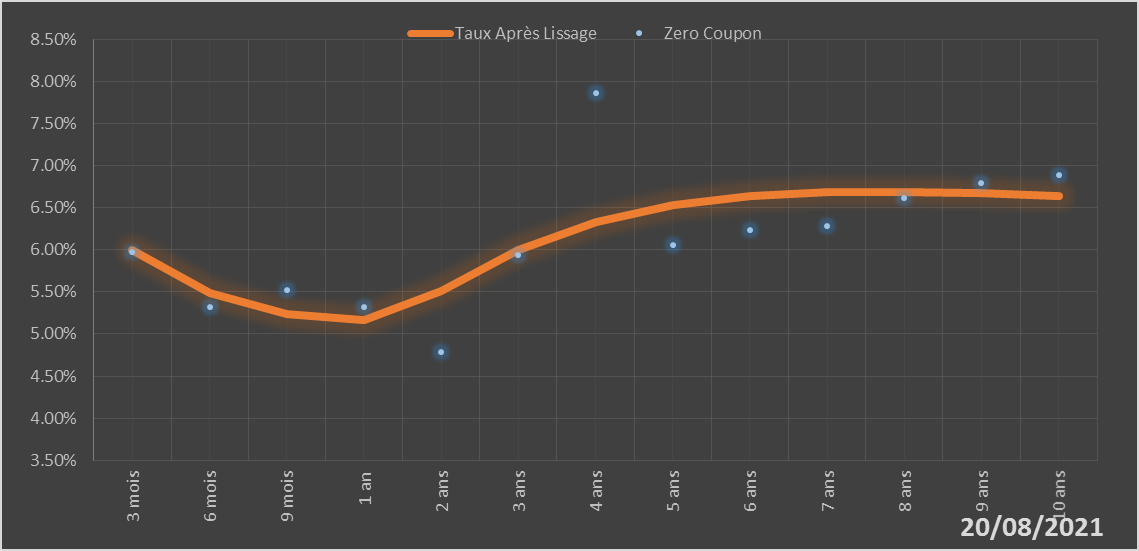 Taux Après Lissage Zero Coupon
8.50%
8.00%
7.50%
7.00%
6.50%
6.00%
5.50%
5.00%
4.50%
4.00%
3.50%
3 mois
6 mois
9 mois
1 an
2 ans
3 ans
4 ans
5 ans
6 ans
7 ans
8 ans
9 ans
10 ans
20/08/2021